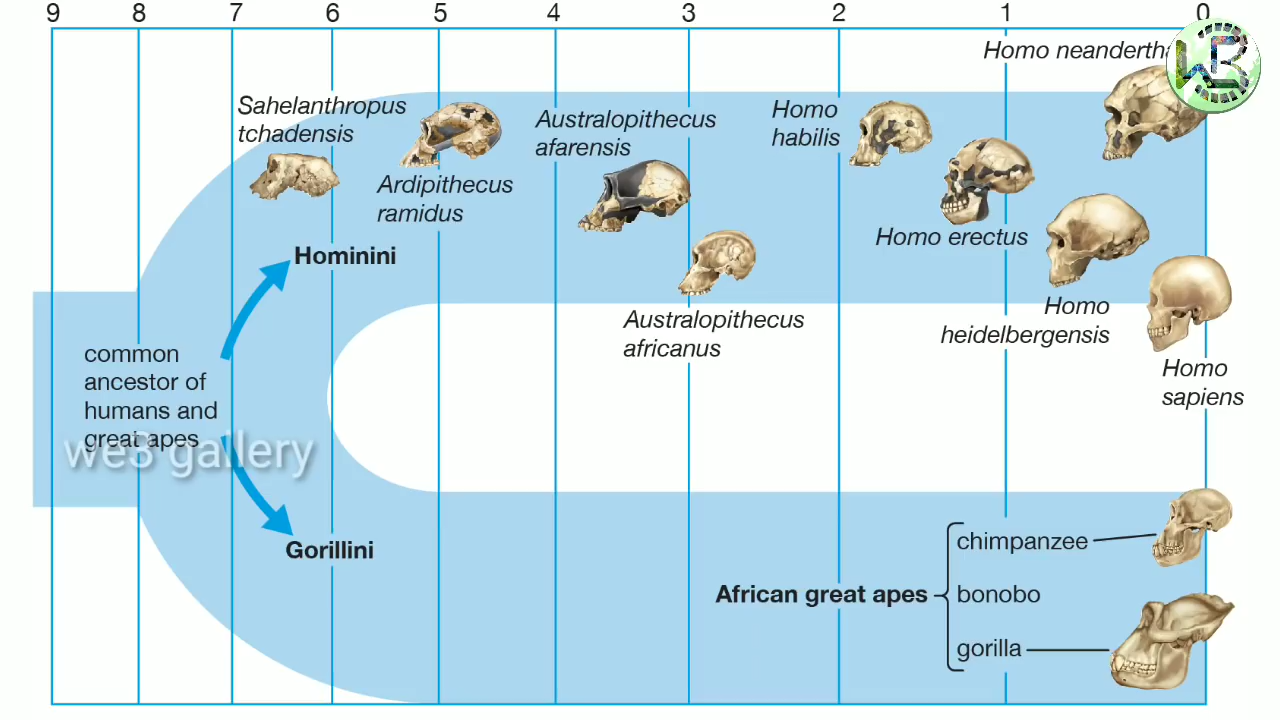 9 8 7 6 5 4 3 2 1 0
Homo neandertha
Sahelanthropus
tchadensis
Ardipithecus
ramidus
Australopithecus
afarensis
Australopithecus
africanus
Homo
habilis
Homo erectus
Homo
heidelbergensis
Homo
sapiens
Hominini
common
ancestor of
humans and
great apes
we3 gallery
Gorillini
African great apes
chimpanzee
bonobo
gorilla